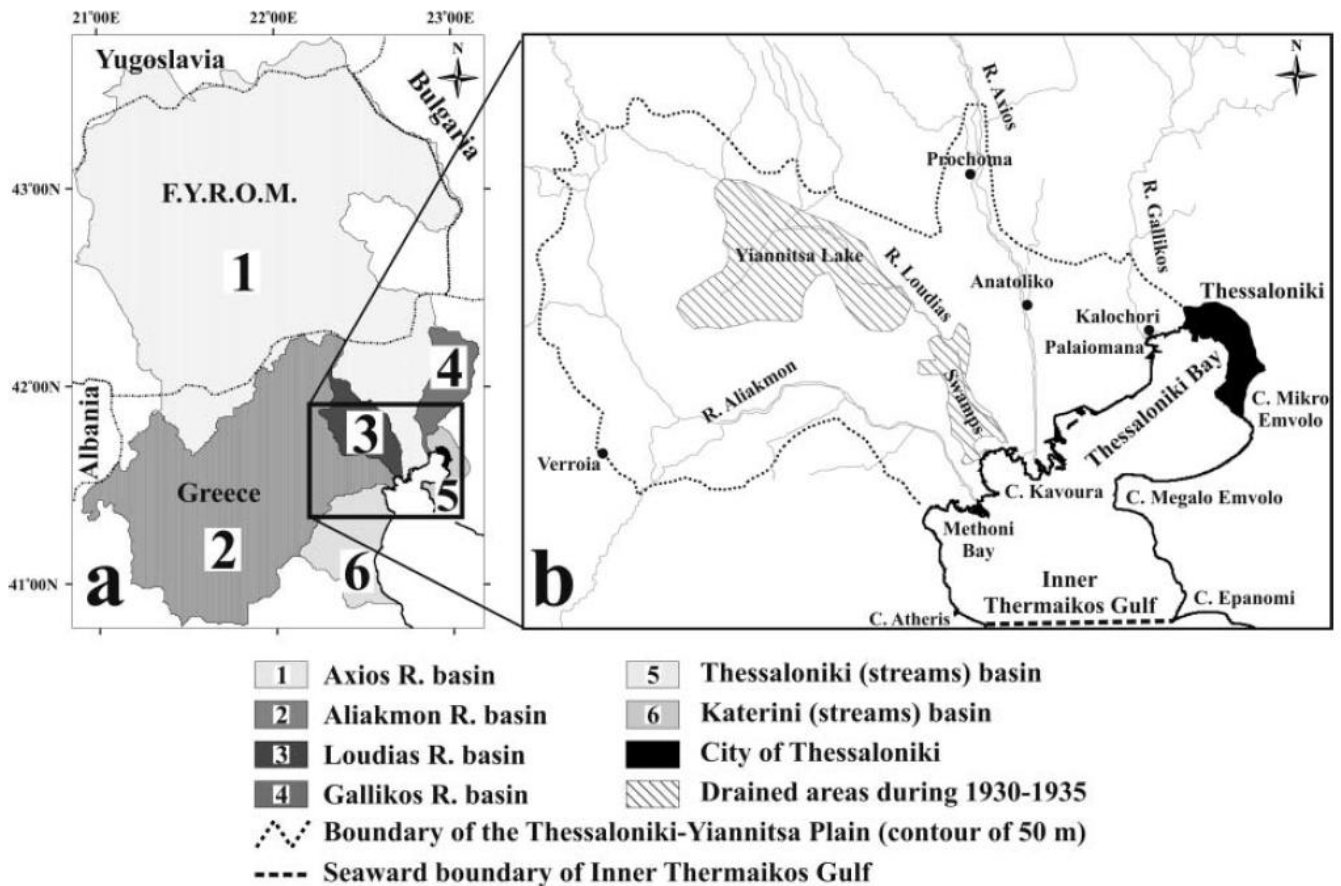 21°00'E 22°00'E 23°00'E
Yugoslavia
N
Bulgaria
43°00'N
F.Y.R.O.M.
1
42°00'N
4
Albania
3
Greece
5
2
6
41°00'N
a
N
R. Axios
Prochoma
R. Gallikos
Yiannitsa Lake
R. Loudias
Anatoliko
Thessaloniki
Kalochori
Palaiomana
Thessaloniki Bay
C. Mikro
Emvolo
R. Aliakmon
Swamps
Verroia
C. Kavoura
C. Megalo Emvolo
Methoni
Bay
b
Inner
Thermaikos Gulf
C. Atheris
C. Epanomi
1 Axios R. basin
2 Aliakmon R. basin
3 Loudias R. basin
4 Gallikos R. basin
5 Thessaloniki (streams) basin
6 Katerini (streams) basin
City of Thessaloniki
Drained areas during 1930-1935
Boundary of the Thessaloniki-Yiannitsa Plain (contour of 50 m)
Seaward boundary of Inner Thermaikos Gulf